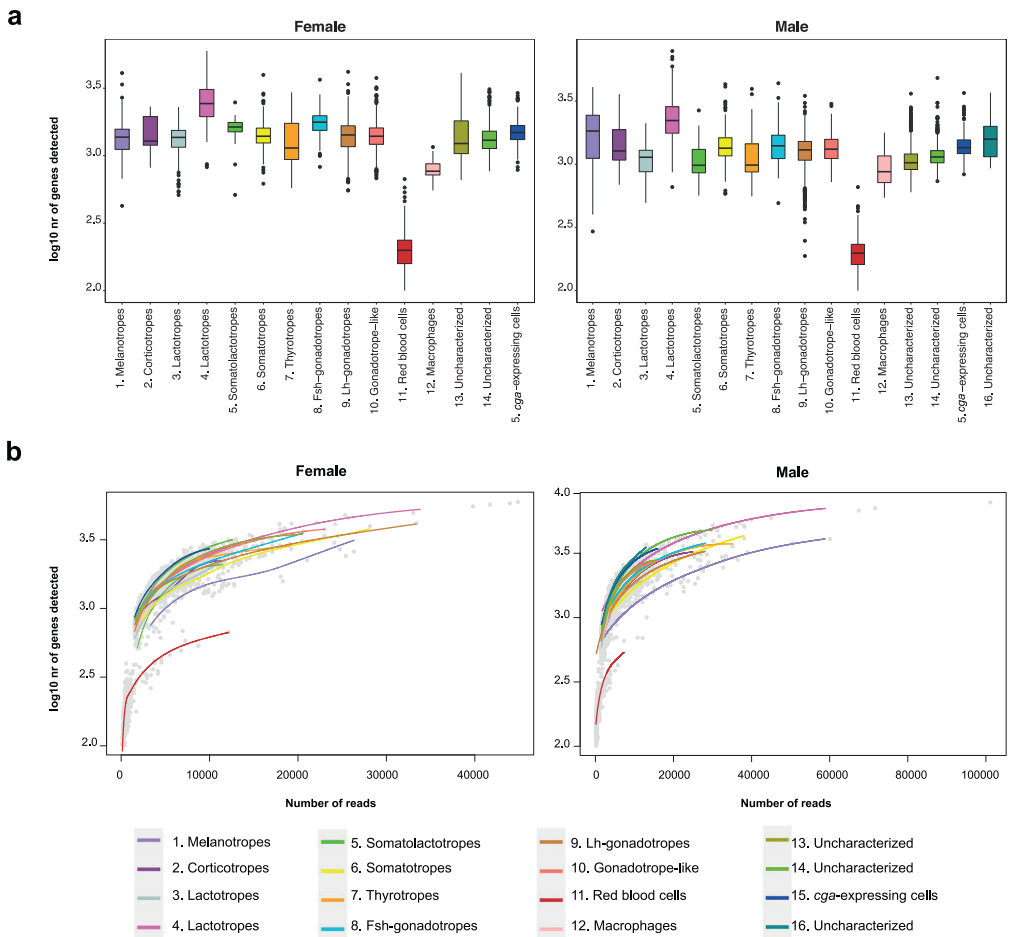 a
Female
Male
log10 nr of genes detected
3.5
3.0
2.5
2.0
3.5
3.0
2.5
2.0
1. Melanotropes
2. Corticotropes
3. Lactotropes
4. Lactotropes
5. Somatolactotropes
6. Somatotropes
7. Thyrotropes
8. Fsh-gonadotropes
9. Lh-gonadotropes
10. Gonadotrope-like
11. Red blood cells
12. Macrophages
13. Uncharacterized
14. Uncharacterized
5. cga-expressing cells
1. Melanotropes
2. Corticotropes
3. Lactotropes
4. Lactotropes
5. Somatolactotropes
6. Somatotropes
7. Thyrotropes
8. Fsh-gonadotropes
9. Lh-gonadotropes
10. Gonadotrope-like
11. Red blood cells
12. Macrophages
13. Uncharacterized
14. Uncharacterized
5. cga-expressing cells
16. Uncharacterized
b
Female
Male
log10 nr of genes detected
3.5
3.0
2.5
2.0
0 10000 20000 30000 40000
Number of reads
4.0
3.5
3.0
2.5
2.0
0 20000 40000 60000 80000 100000
Number of reads
1. Melanotropes
2. Corticotropes
3. Lactotropes
4. Lactotropes
5. Somatolactotropes
6. Somatotropes
7. Thyrotropes
8. Fsh-gonadotropes
9. Lh-gonadotropes
10. Gonadotrope-like
11. Red blood cells
12. Macrophages
13. Uncharacterized
14. Uncharacterized
15. cga-expressing cells
16. Uncharacterized